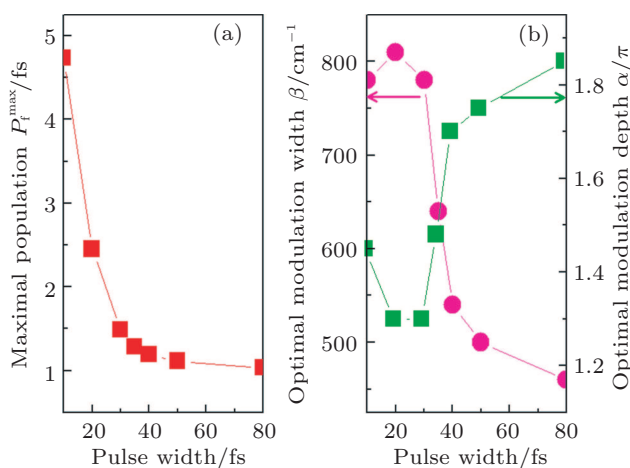 (a)
5
4
3
2
1
20 40 60 80
Pulse width/fs
Maximal population P_f^max/fs
(b)
800
700
600
500
1.8
1.6
1.4
1.2
20 40 60 80
Pulse width/fs
Optimal modulation width β/cm⁻¹
Optimal modulation depth α/π